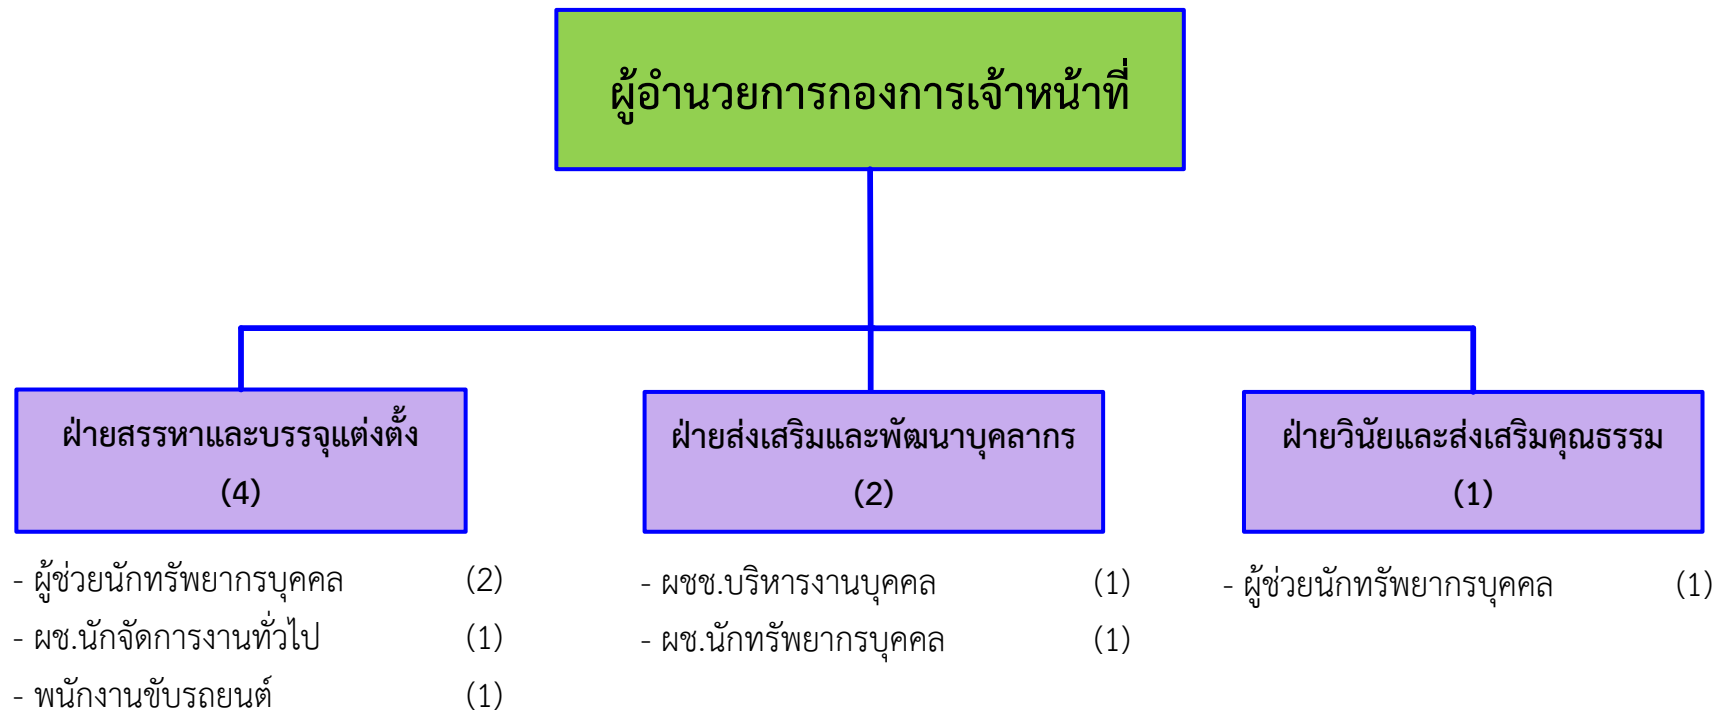 ผู้อำนวยการกองการเจ้าหน้าที่
ฝ่ายสรรหาและบรรจุแต่งตั้ง
(4)
- ผู้ช่วยนักทรัพยากรบุคคล (2)
- ผช.นักจัดการงานทั่วไป (1)
- พนักงานขับรถยนต์ (1)
ฝ่ายส่งเสริมและพัฒนาบุคลากร
(2)
- ผชช.บริหารงานบุคคล (1)
- ผช.นักทรัพยากรบุคคล (1)
ฝ่ายวินัยและส่งเสริมคุณธรรม
(1)
- ผู้ช่วยนักทรัพยากรบุคคล (1)